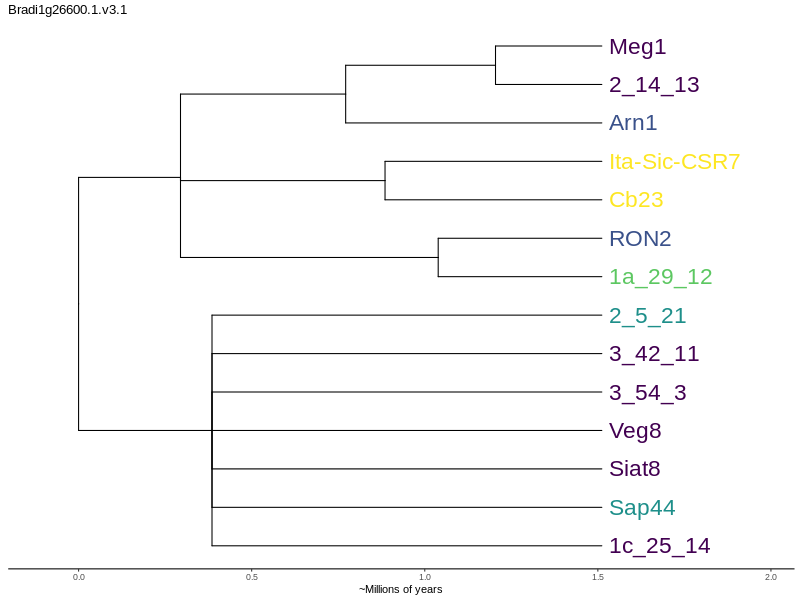 Bradi1g26600.1.v3.1
Meg1
2_14_13
Arn1
Ita-Sic-CSR7
Cb23
RON2
1a_29_12
2_5_21
3_42_11
3_54_3
Veg8
Siat8
Sap44
1c_25_14
0.0 0.5 1.0 1.5 2.0
~Millions of years